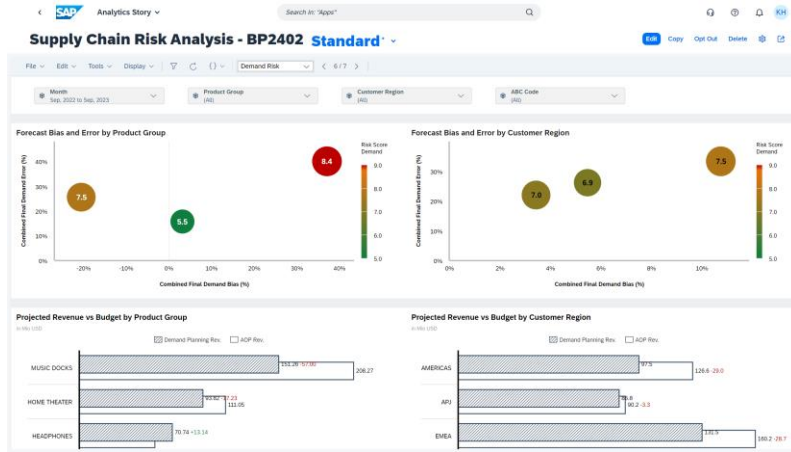 SAP Analytics Story
Search In: "Apps"
KH
Supply Chain Risk Analysis - BP2402 Standard*
Edit Copy Opt Out Delete
File Edit Tools Display Demand Risk 6 / 7
Month
Sep, 2022 to Sep, 2023
Product Group
(All)
Customer Region
(All)
ABC Code
(All)
Forecast Bias and Error by Product Group
Combined Final Demand Error (%)
40%
30%
20%
10%
0%
7.5
5.5
8.4
-20% -10% 0% 10% 20% 30% 40%
Combined Final Demand Bias (%)
Risk Score
Demand
9.0
8.0
7.0
6.0
5.0
Forecast Bias and Error by Customer Region
Combined Final Demand Error (%)
30%
20%
10%
0%
7.0
6.9
7.5
0% 2% 4% 6% 8% 10%
Combined Final Demand Bias (%)
Risk Score
Demand
9.0
8.0
7.0
6.0
5.0
Projected Revenue vs Budget by Product Group
in Mio USD
Demand Planning Rev. AOP Rev.
MUSIC DOCKS
151.26 -57.00
208.27
HOME THEATER
93.82 -17.23
111.05
HEADPHONES
70.74 +13.14
Projected Revenue vs Budget by Customer Region
in Mio USD
Demand Planning Rev. AOP Rev.
AMERICAS
97.5
126.6 -29.0
APJ
90.2 -3.3
EMEA
131.5
160.2 -28.7